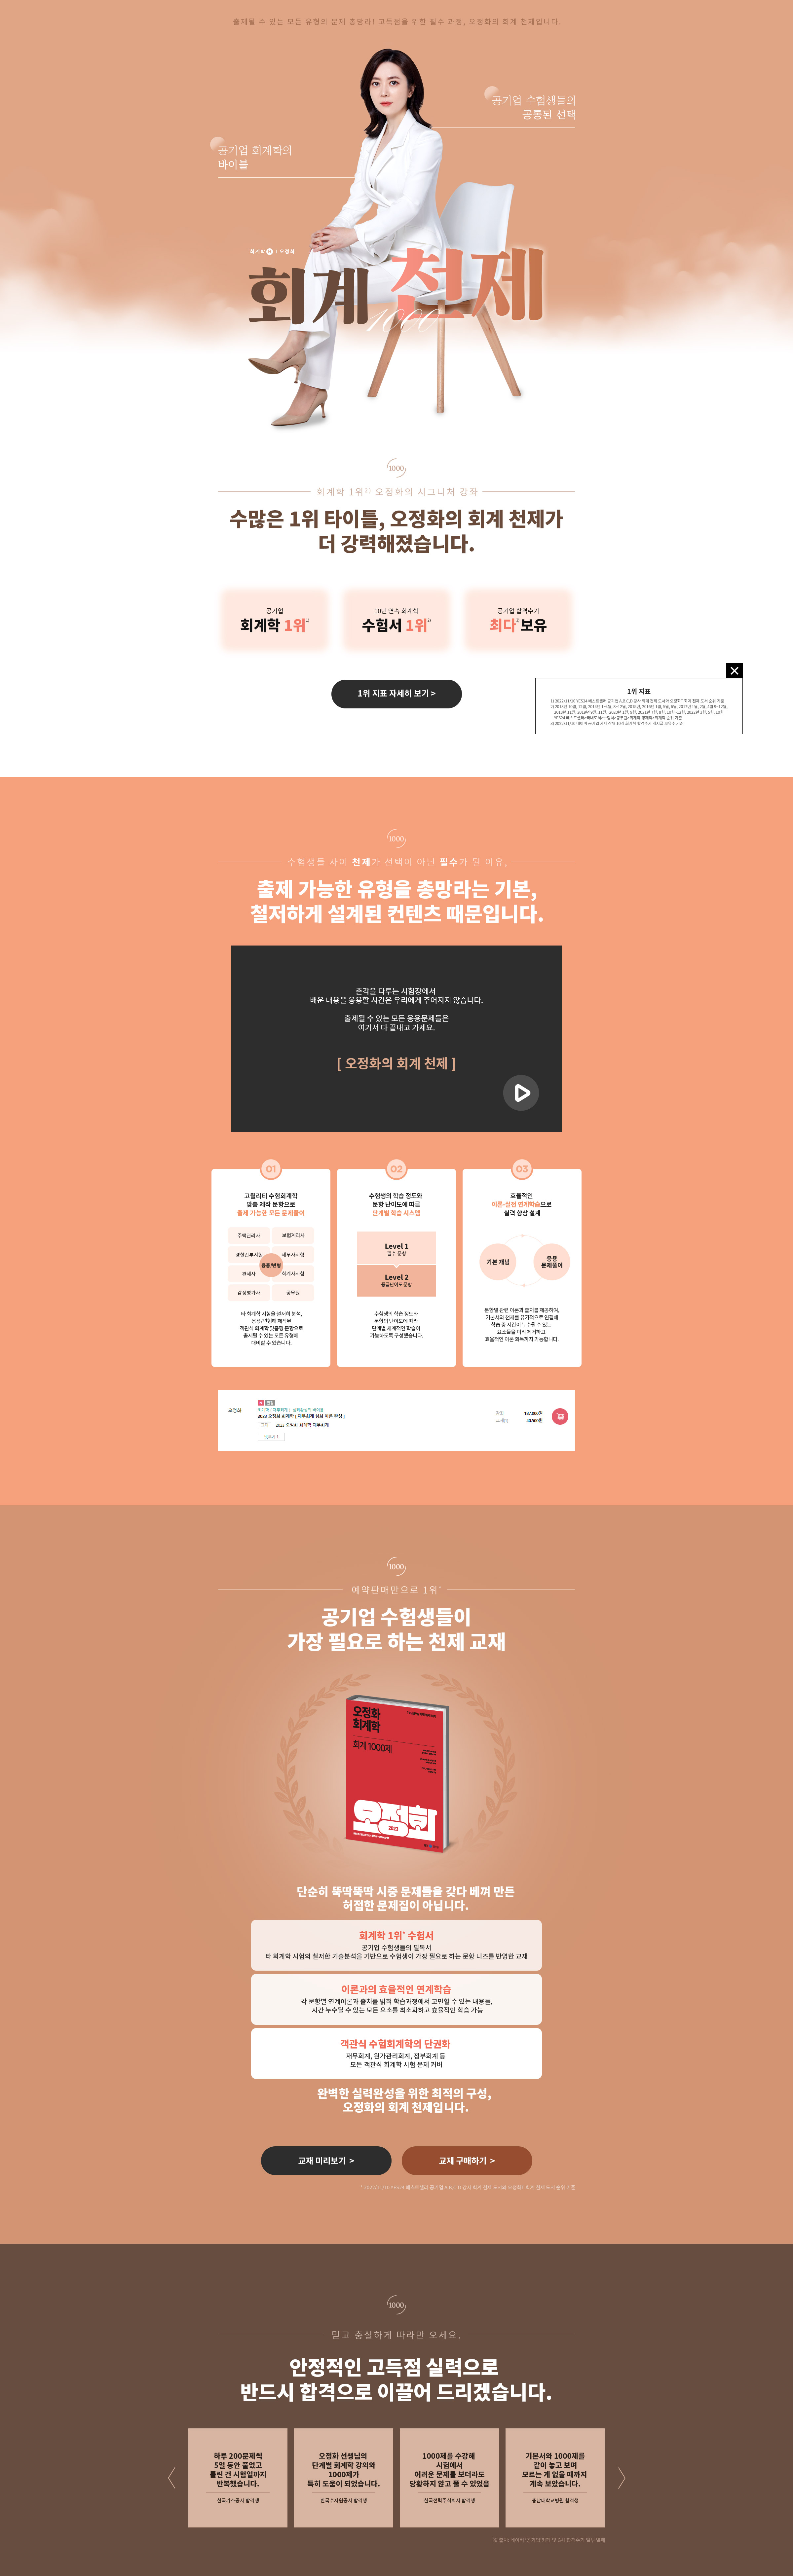 출제될 수 있는 모든 유형의 문제 총망라! 고득점을 위한 필수 과정, 오정화의 회계 천제입니다.
공기업 수험생들의
공통된 선택
공기업 회계학의
바이블
회계학 오정화
회계 천제
1000
1000
회계학 1위1) 오정화의 시그니처 강좌
수많은 1위 타이틀, 오정화의 회계 천제가
더 강력해졌습니다.
공기업
회계학 1위1)
10년 연속 회계학
수험서 1위2)
공기업 합격수기
최다3) 보유
1위 지표 자세히 보기 >
1위 지표
1000
수험생들 사이 천제가 선택이 아닌 필수가 된 이유,
출제 가능한 유형을 총망라는 기본,
철저하게 설계된 컨텐츠 때문입니다.
촌각을 다투는 시험장에서
배운 내용을 응용할 시간은 우리에게 주어지지 않습니다.
출제될 수 있는 모든 응용문제들은
여기서 다 끝내고 가세요.
[ 오정화의 회계 천제 ]
01
고퀄리티 수험회계학
맞춤 제작 문항으로
출제 가능한 모든 문제풀이
주택관리사
보험계리사
경찰간부시험
세무사시험
응용/변형
관세사
회계사시험
감정평가사
공무원
타 회계학 시험을 철저히 분석,
응용/변형해 제작된
객관식 회계학 맞춤형 문항으로
출제될 수 있는 모든 유형에
대비할 수 있습니다.
02
수험생의 학습 정도와
문항 난이도에 따른
단계별 학습 시스템
Level 1
필수 문항
Level 2
중급난이도 문항
수험생의 학습 정도와
문항의 난이도에 따라
단계별 체계적인 학습이
가능하도록 구성했습니다.
03
효율적인
이론-실전 연계학습으로
실력 향상 설계
기본 개념
응용
문제풀이
문항별 관련 이론과 출처를 제공하여,
기본서와 천제를 유기적으로 연결해
학습 중 시간이 누수될 수 있는
요소들을 미리 제거하고
효율적인 이론 회독까지 가능합니다.
오정화
회계학 | 재무회계 | 심화완성의 바이블
2023 오정화 회계학 [ 재무회계 심화 이론 완성 ]
교재
2023 오정화 회계학 재무회계
강좌
187,000원
교재(1)
40,500원
1000
예약판매만으로 1위*
공기업 수험생들이
가장 필요로 하는 천제 교재
오정화
회계학
회계 1000제
오정화
2023
단순히 뚝딱뚝딱 시중 문제들을 갖다 베껴 만든
허접한 문제집이 아닙니다.
회계학 1위* 수험서
공기업 수험생들의 필독서
타 회계학 시험의 철저한 기출분석을 기반으로 수험생이 가장 필요로 하는 문항 니즈를 반영한 교재
이론과의 효율적인 연계학습
각 문항별 연계이론과 출처를 밝혀 학습과정에서 고민할 수 있는 내용들,
시간 누수될 수 있는 모든 요소를 최소화하고 효율적인 학습 가능
객관식 수험회계학의 단권화
재무회계, 원가관리회계, 정부회계 등
모든 객관식 회계학 시험 문제 커버
완벽한 실력완성을 위한 최적의 구성,
오정화의 회계 천제입니다.
교재 미리보기 >
교재 구매하기 >
1000
믿고 충실하게 따라만 오세요.
안정적인 고득점 실력으로
반드시 합격으로 이끌어 드리겠습니다.
하루 200문제씩
5일 동안 풀었고
틀린 건 시험일까지
반복했습니다.
한국가스공사 합격생
오정화 선생님의
단계별 회계학 강의와
1000제가
특히 도움이 되었습니다.
한국수자원공사 합격생
1000제를 수강해
시험에서
어려운 문제를 보더라도
당황하지 않고 풀 수 있었음
한국전력주식회사 합격생
기본서와 1000제를
같이 놓고 보며
모르는 게 없을 때까지
계속 보았습니다.
충남대학교병원 합격생